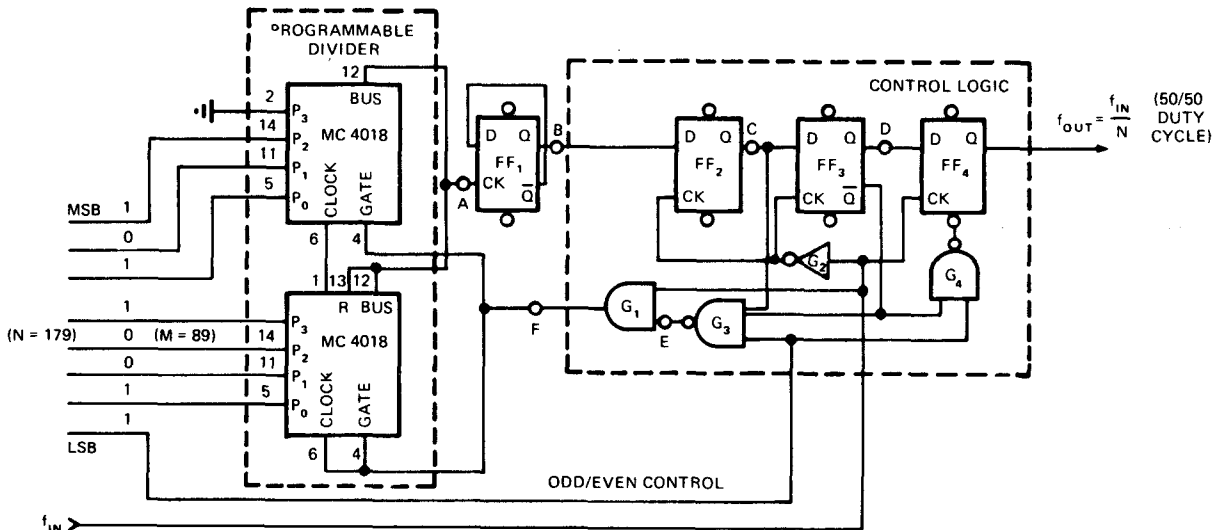 PROGRAMMABLE
DIVIDER
12
BUS
2
P3
14
P2
MC 4018
11
P1
5
P0
CLOCK
GATE
MSB
1
0
1
6
4
1
13
12
R
BUS
1
P3
(N = 179)
0
(M = 89)
14
P2
MC 4018
0
11
P1
1
5
P0
CLOCK
GATE
1
LSB
6
4
A
D
Q
FF1
CK
Q
B
CONTROL LOGIC
D
Q
C
FF2
CK
D
Q
D
FF3
CK
Q
D
Q
FF4
CK
G2
G4
G1
G3
E
F
fOUT = fIN / N
(50/50
DUTY
CYCLE)
ODD/EVEN CONTROL
fIN